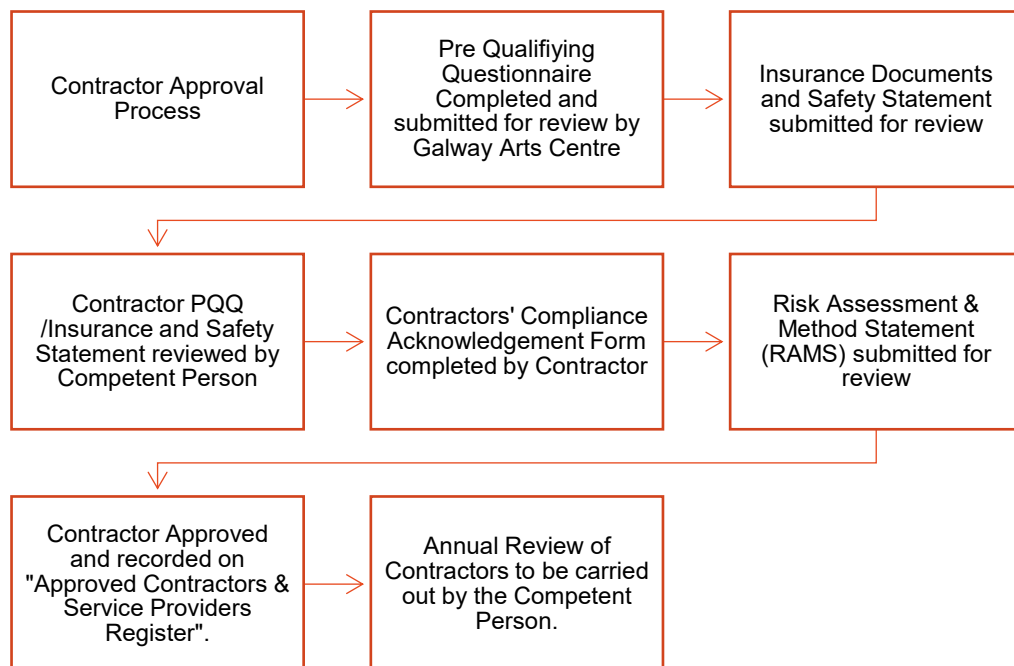 Contractor Approval
Process
Pre Qualifiying
Questionnaire
Completed and
submitted for review by
Galway Arts Centre
Insurance Documents
and Safety Statement
submitted for review
Contractor PQQ
/Insurance and Safety
Statement reviewed by
Competent Person
Contractors' Compliance
Acknowledgement Form
completed by Contractor
Risk Assessment &
Method Statement
(RAMS) submitted for
review
Contractor Approved
and recorded on
"Approved Contractors &
Service Providers
Register".
Annual Review of
Contractors to be carried
out by the Competent
Person.